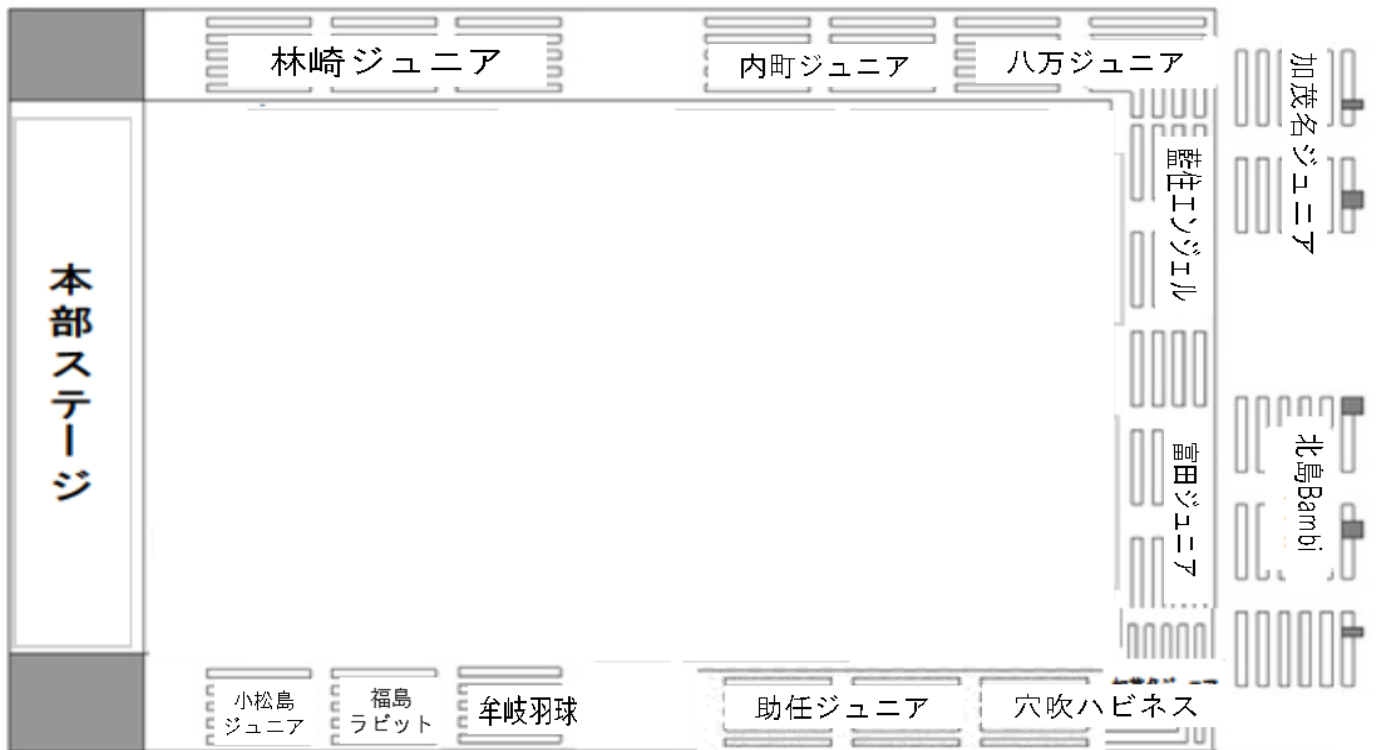 林崎ジュニア
内町ジュニア
八万ジュニア
加茂名ジュニア
藍住エンジェル
本部ステージ
富田ジュニア
北島Bambi
小松島
ジュニア
福島
ラビット
牟岐羽球
助任ジュニア
穴吹ハピネス